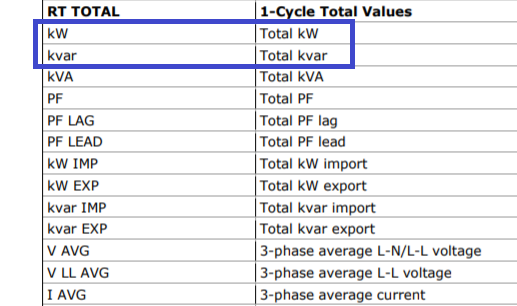 RT TOTAL 1-Cycle Total Values
kW Total kW
kvar Total kvar
kVA Total kVA
PF Total PF
PF LAG Total PF lag
PF LEAD Total PF lead
kW IMP Total kW import
kW EXP Total kW export
kvar IMP Total kvar import
kvar EXP Total kvar export
V AVG 3-phase average L-N/L-L voltage
V LL AVG 3-phase average L-L voltage
I AVG 3-phase average current